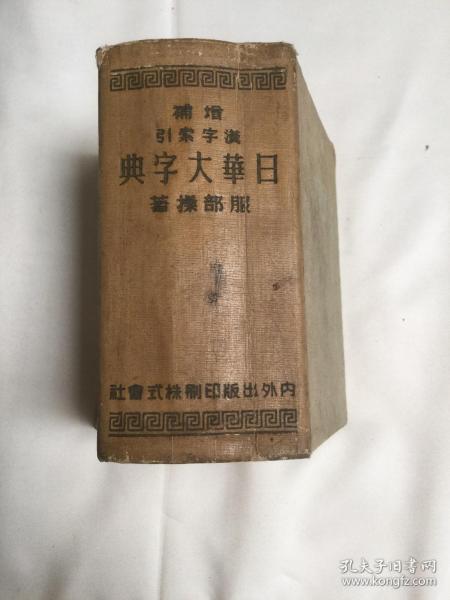 增補
漢字索引
日華大字典
服部操著
内外出版印刷株式會社
孔夫子旧书网
www.kongfz.com